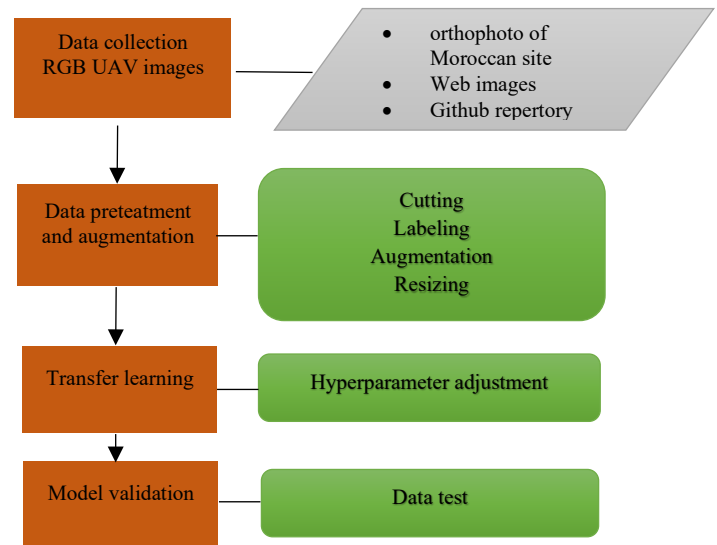 Data collection
RGB UAV images
• orthophoto of
Moroccan site
• Web images
• Github repertory
Data pretreatment
and augmentation
Cutting
Labeling
Augmentation
Resizing
Transfer learning
Hyperparameter adjustment
Model validation
Data test